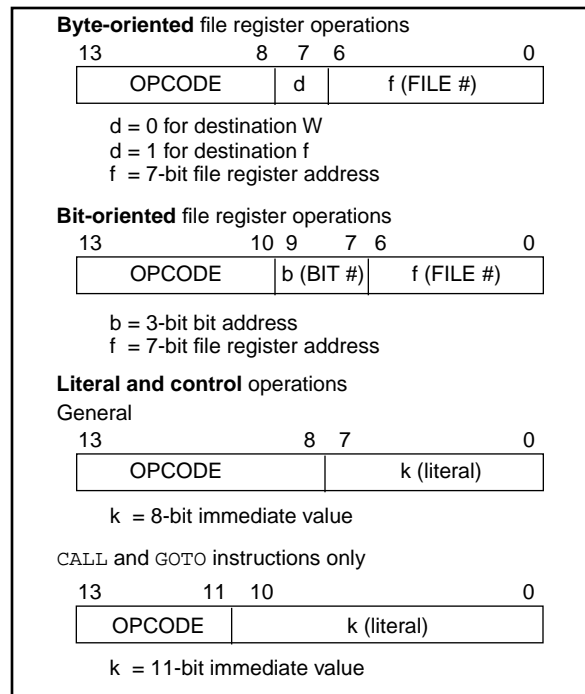 Byte-oriented file register operations
13 8 7 6 0
OPCODE d f (FILE #)
d = 0 for destination W
d = 1 for destination f
f = 7-bit file register address
Bit-oriented file register operations
13 10 9 7 6 0
OPCODE b (BIT #) f (FILE #)
b = 3-bit bit address
f = 7-bit file register address
Literal and control operations
General
13 8 7 0
OPCODE k (literal)
k = 8-bit immediate value
CALL and GOTO instructions only
13 11 10 0
OPCODE k (literal)
k = 11-bit immediate value